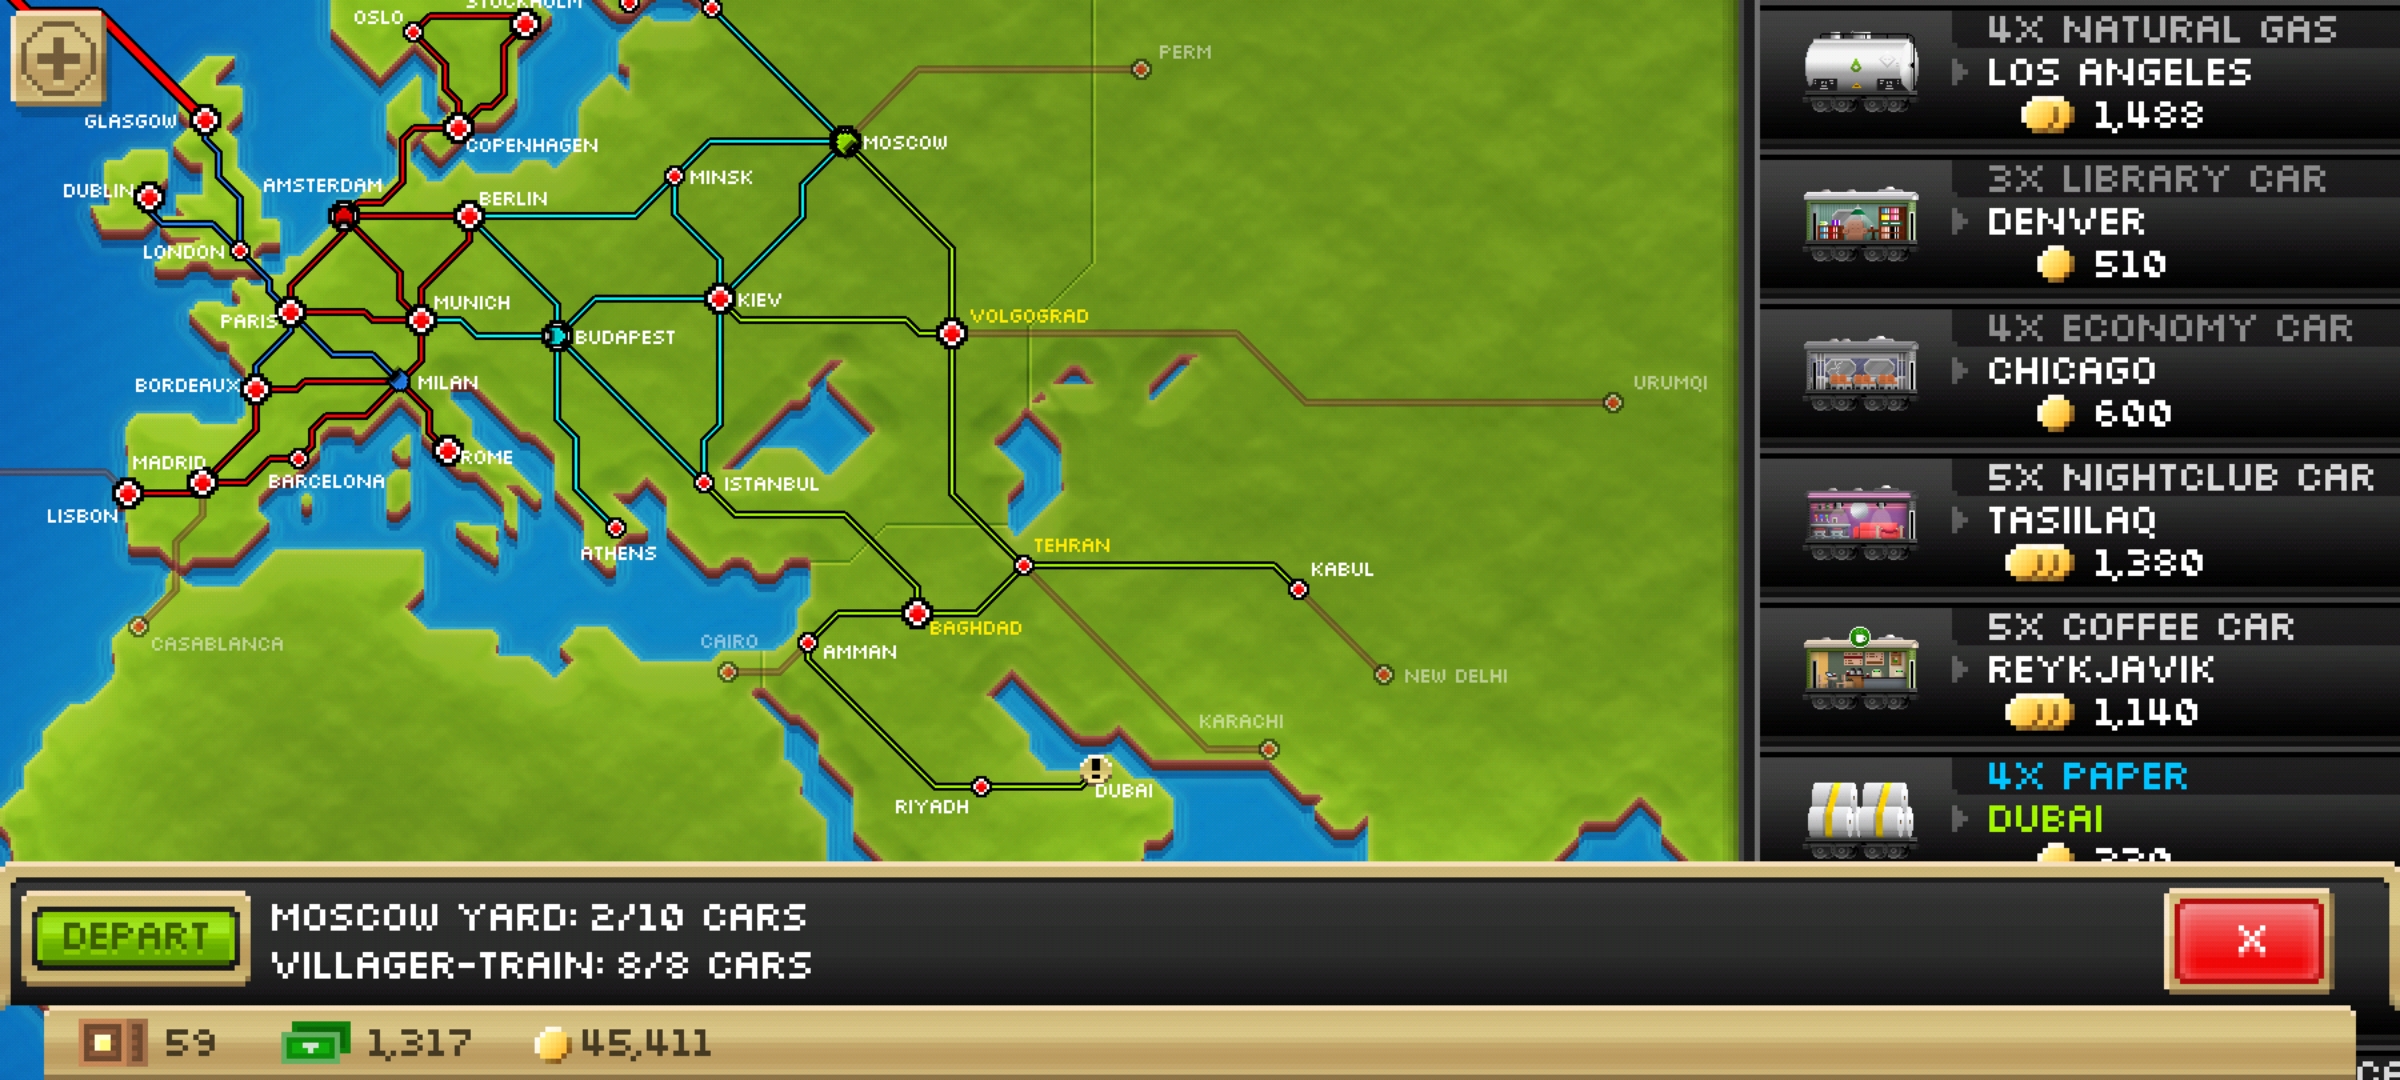 STOCKHOLM
OSLO
PERM
GLASGOW
COPENHAGEN
MOSCOW
MINSK
DUBLIN
AMSTERDAM
BERLIN
LONDON
MUNICH
KIEV
PARIS
VOLGOGRAD
BUDAPEST
BORDEAUX
MILAN
URUMQI
MADRID
ROME
BARCELONA
ISTANBUL
LISBON
ATHENS
TEHRAN
KABUL
CASABLANCA
CAIRO
BAGHDAD
AMMAN
NEW DELHI
KARACHI
RIYADH
DUBAI
4X NATURAL GAS
LOS ANGELES
1,488
3X LIBRARY CAR
DENVER
510
4X ECONOMY CAR
CHICAGO
600
5X NIGHTCLUB CAR
TASIILAQ
1,380
5X COFFEE CAR
REYKJAVIK
1,140
4X PAPER
DUBAI
DEPART
MOSCOW YARD: 2/10 CARS
VILLAGER-TRAIN: 8/8 CARS
X
59
1,317
45,411